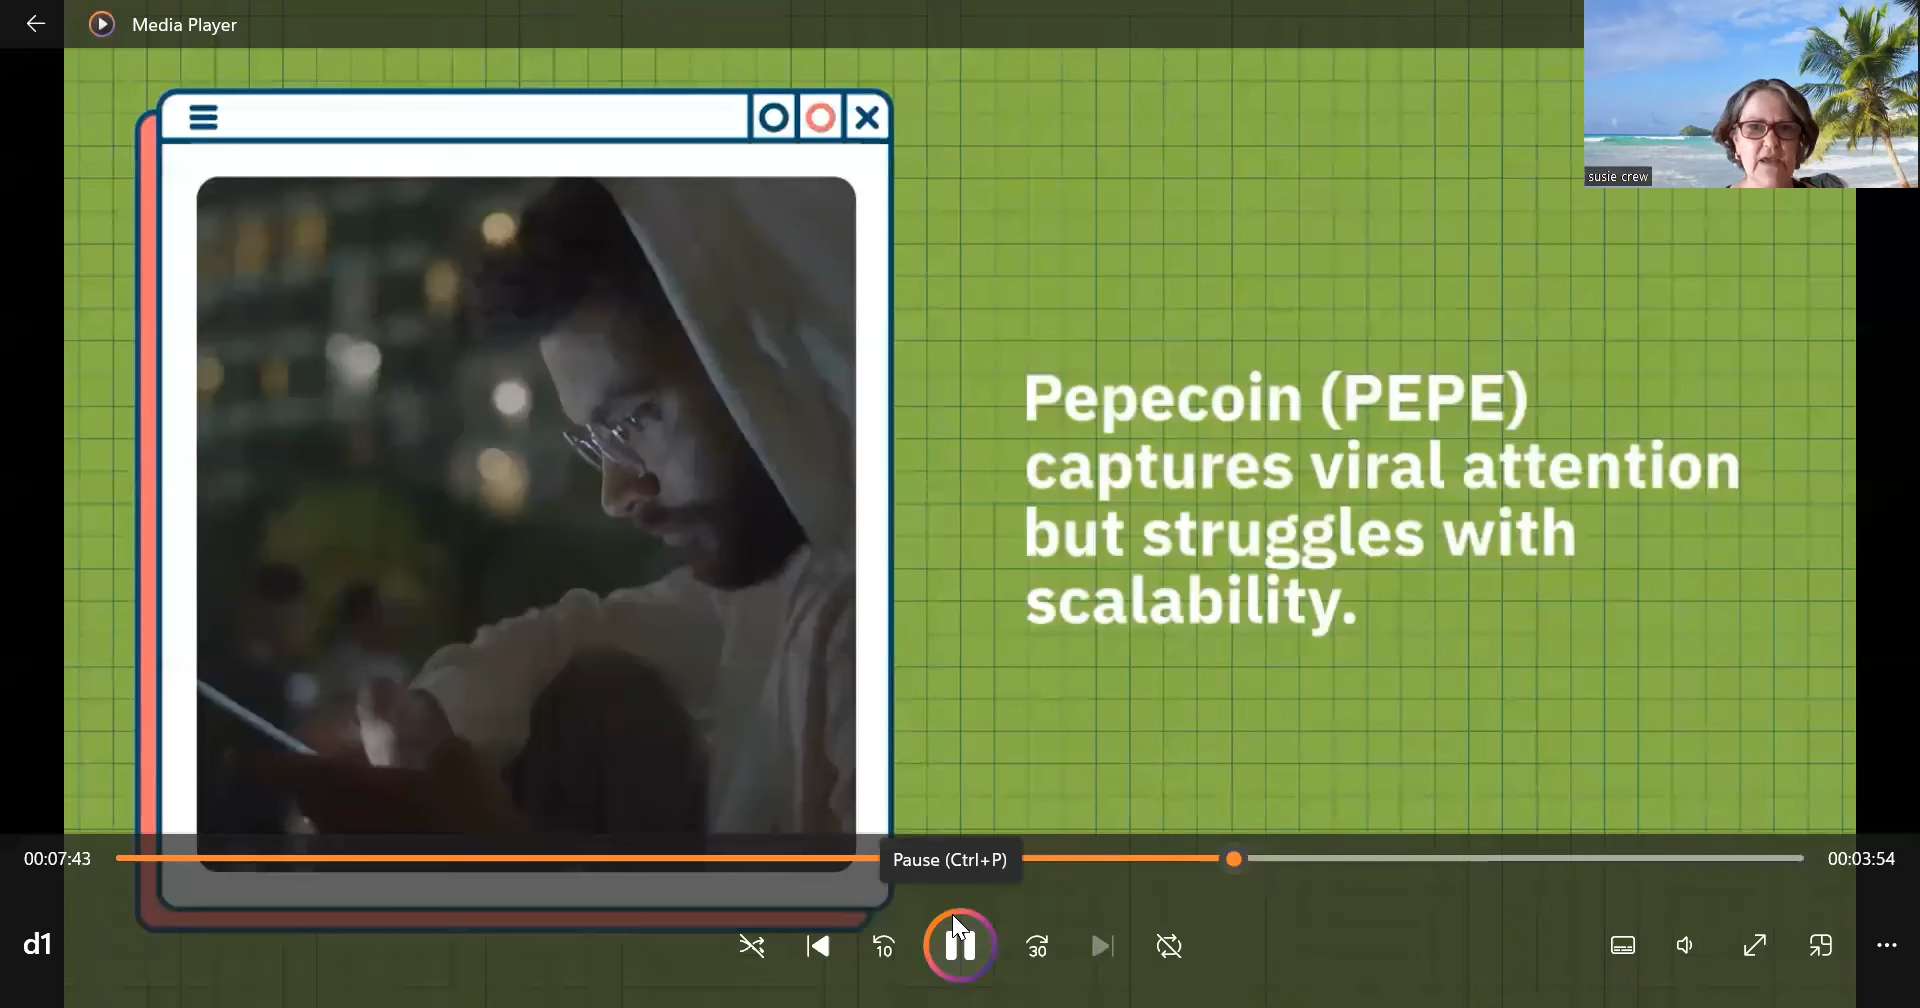 Media Player
susie crew
Pepecoin (PEPE)
captures viral attention
but struggles with
scalability.
00:07:43
Pause (Ctrl+P)
00:03:54
d1
10
30